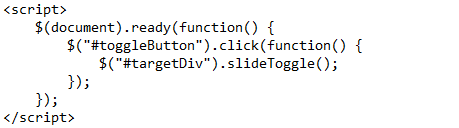 <script>
    $(document).ready(function() {
        $("#toggleButton").click(function() {
            $("#targetDiv").slideToggle();
        });
    });
</script>